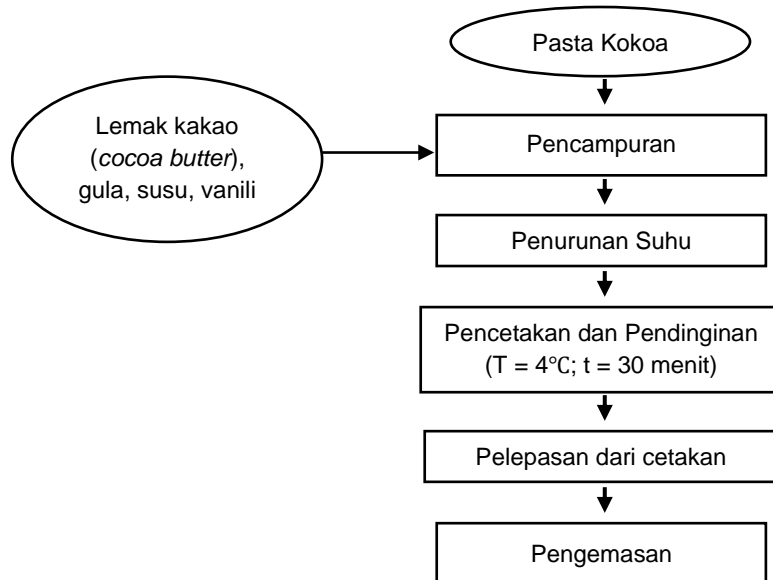 Pasta Kokoa
Lemak kakao
(cocoa butter),
gula, susu, vanili
Pencampuran
Penurunan Suhu
Pencetakan dan Pendinginan
(T = 4℃; t = 30 menit)
Pelepasan dari cetakan
Pengemasan